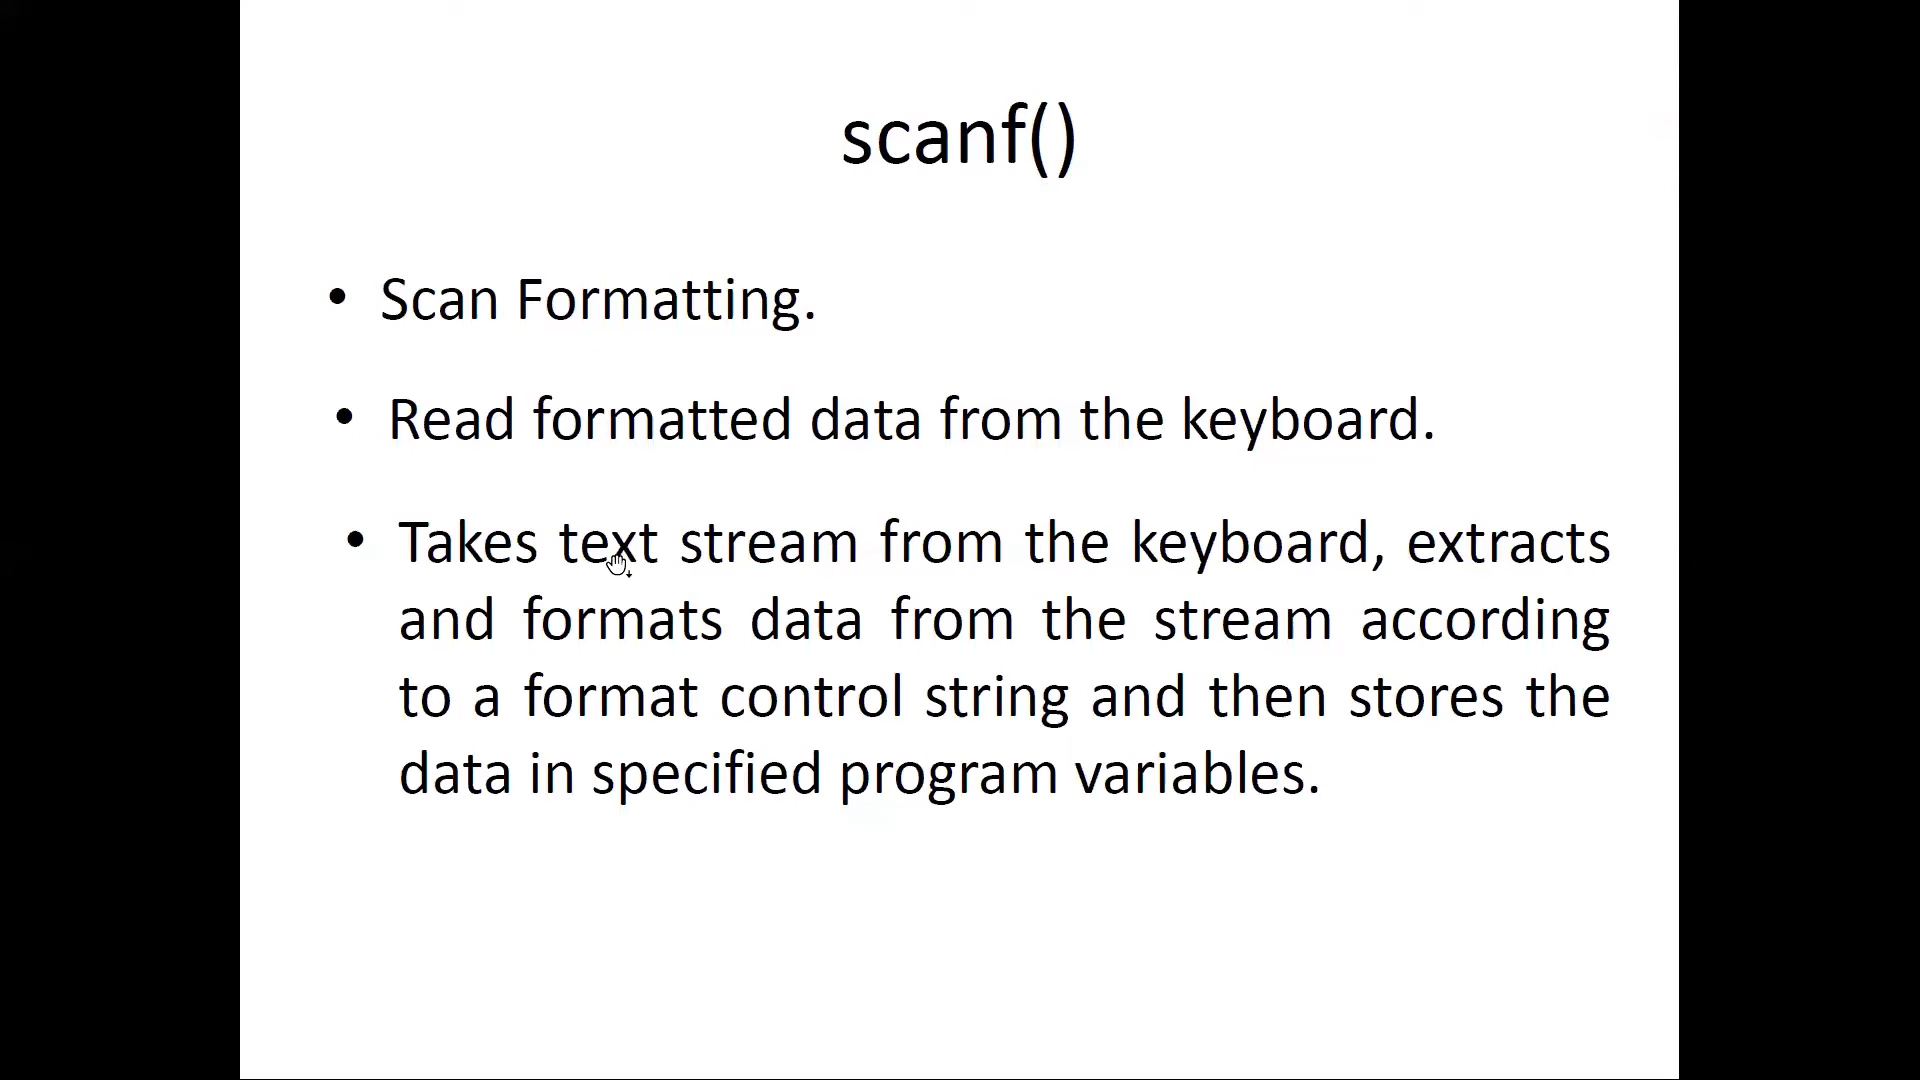 scanf()
• Scan Formatting.
• Read formatted data from the keyboard.
• Takes text stream from the keyboard, extracts
and formats data from the stream according
to a format control string and then stores the
data in specified program variables.